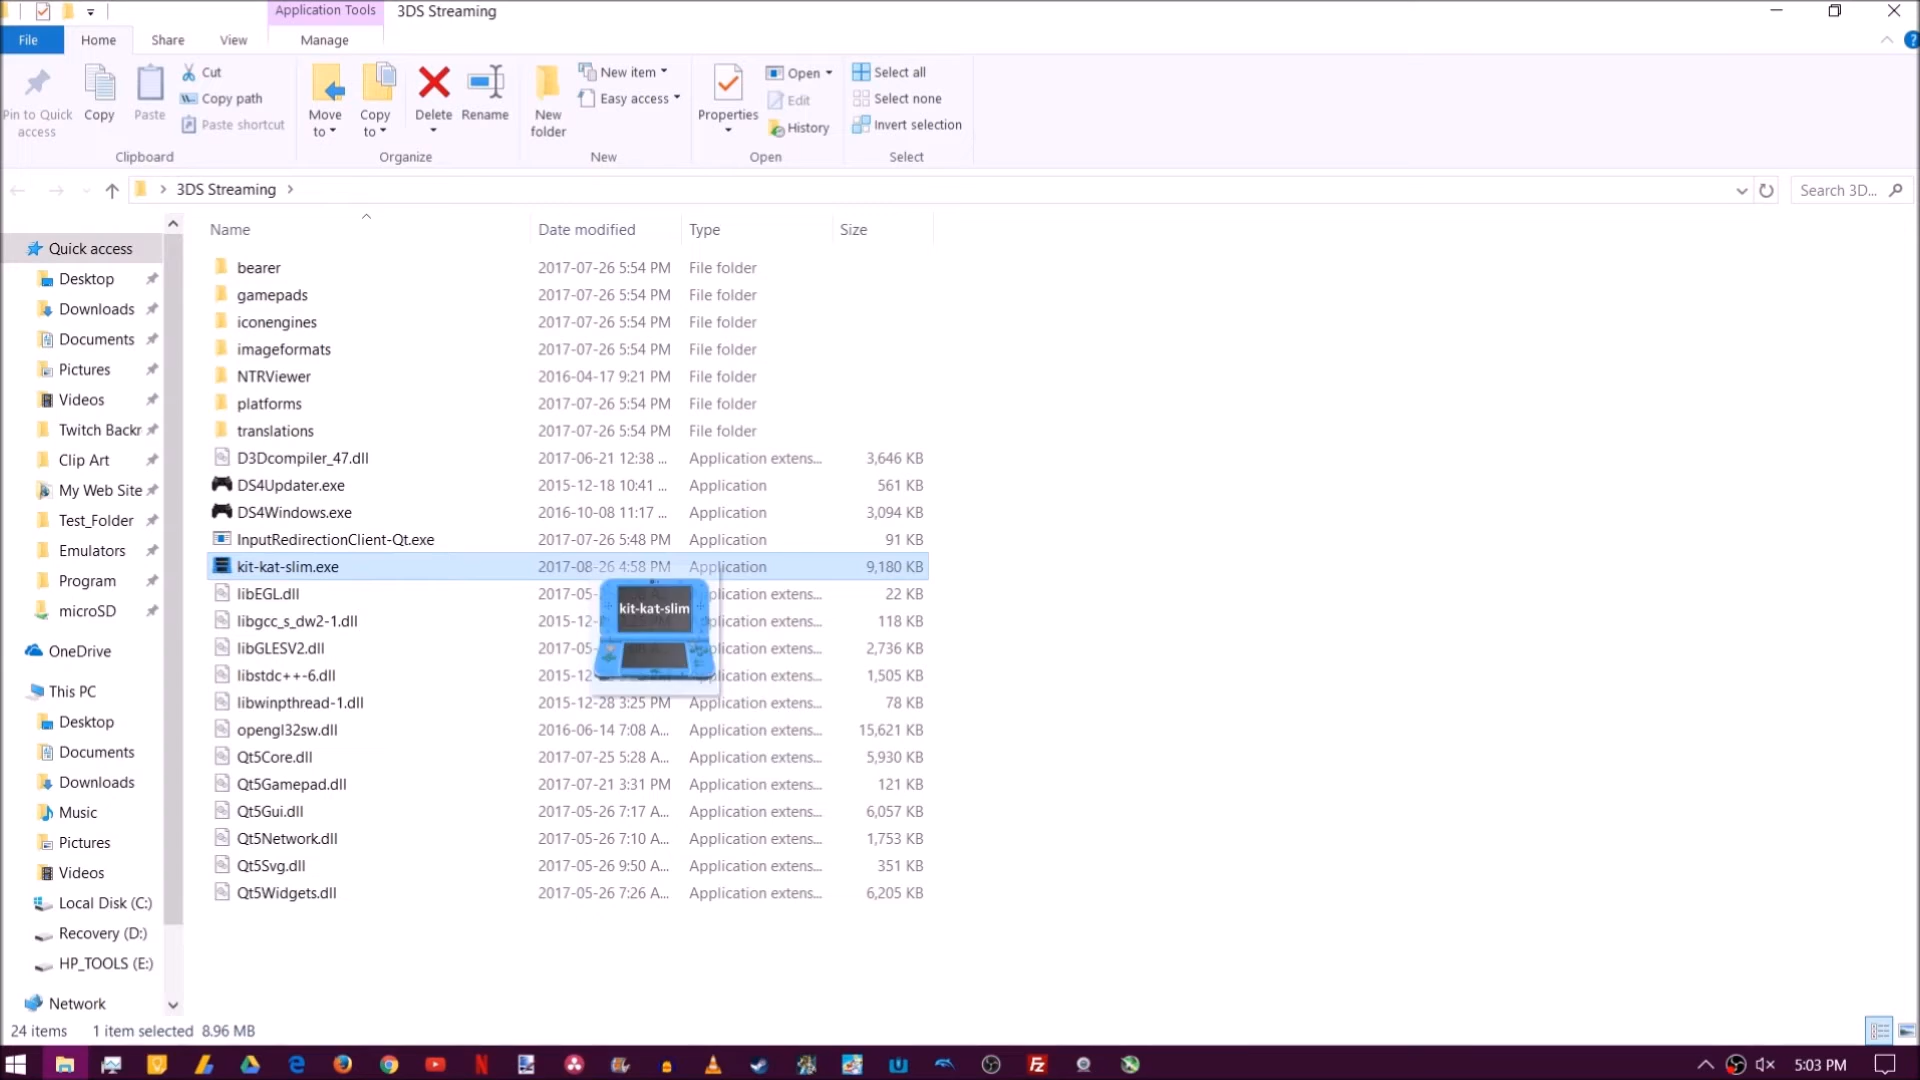 Application Tools 3DS Streaming
File Home Share View Manage
Pin to Quick access
Copy
Paste
Cut
Copy path
Paste shortcut
Clipboard
Move to
Copy to
Delete
Rename
Organize
New folder
New item
Easy access
New
Properties
Open
Edit
History
Open
Select all
Select none
Invert selection
Select
3DS Streaming
Search 3D...
Name Date modified Type Size
Quick access
Desktop
Downloads
Documents
Pictures
Videos
Twitch Backr
Clip Art
My Web Site
Test_Folder
Emulators
Program
microSD
OneDrive
This PC
Desktop
Documents
Downloads
Music
Pictures
Videos
Local Disk (C:)
Recovery (D:)
HP_TOOLS (E:)
Network
bearer 2017-07-26 5:54 PM File folder
gamepads 2017-07-26 5:54 PM File folder
iconengines 2017-07-26 5:54 PM File folder
imageformats 2017-07-26 5:54 PM File folder
NTRViewer 2016-04-17 9:21 PM File folder
platforms 2017-07-26 5:54 PM File folder
translations 2017-07-26 5:54 PM File folder
D3Dcompiler_47.dll 2017-06-21 12:38 ... Application extens... 3,646 KB
DS4Updater.exe 2015-12-18 10:41 ... Application 561 KB
DS4Windows.exe 2016-10-08 11:17 ... Application 3,094 KB
InputRedirectionClient-Qt.exe 2017-07-26 5:48 PM Application 91 KB
kit-kat-slim.exe 2017-08-26 4:58 PM Application 9,180 KB
libEGL.dll 2017-05- plication extens... 22 KB
kit-kat-slim
libgcc_s_dw2-1.dll 2015-12- plication extens... 118 KB
libGLESV2.dll 2017-05- plication extens... 2,736 KB
libstdc++-6.dll 2015-12- plication extens... 1,505 KB
libwinpthread-1.dll 2015-12-28 3:25 PM Application extens... 78 KB
opengl32sw.dll 2016-06-14 7:08 A... Application extens... 15,621 KB
Qt5Core.dll 2017-07-25 5:28 A... Application extens... 5,930 KB
Qt5Gamepad.dll 2017-07-21 3:31 PM Application extens... 121 KB
Qt5Gui.dll 2017-05-26 7:17 A... Application extens... 6,057 KB
Qt5Network.dll 2017-05-26 7:10 A... Application extens... 1,753 KB
Qt5Svg.dll 2017-05-26 9:50 A... Application extens... 351 KB
Qt5Widgets.dll 2017-05-26 7:26 A... Application extens... 6,205 KB
24 items 1 item selected 8.96 MB
5:03 PM